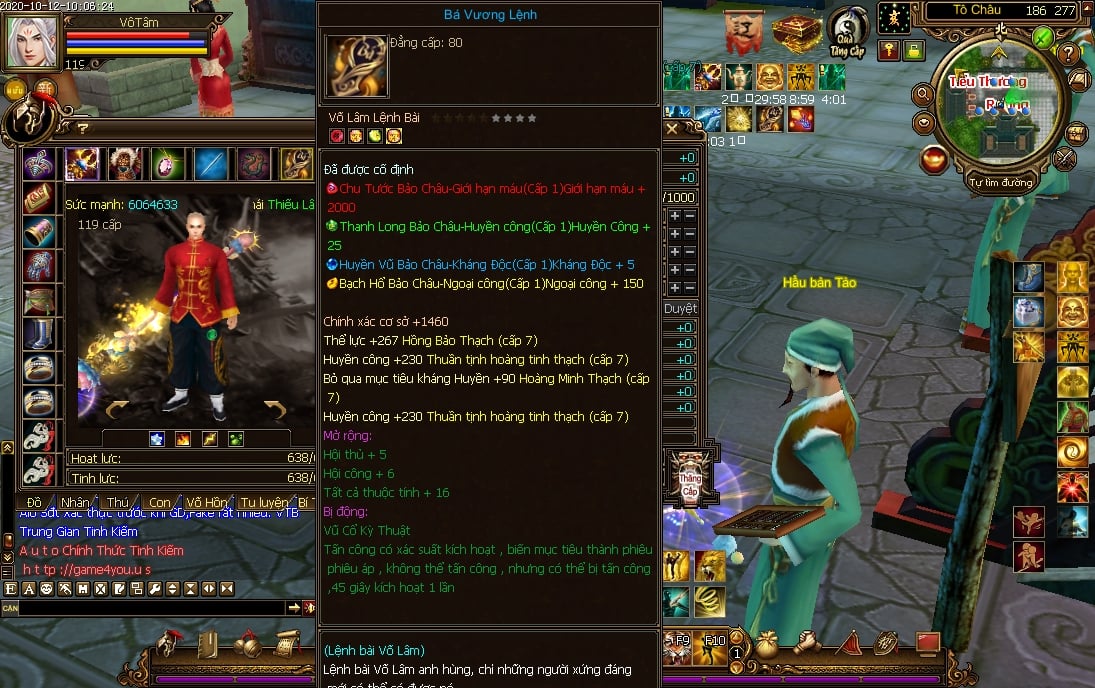 2020-10-12-10:06:24
VôTâm
119
Sức mạnh: 6064633
Thiếu Lâ
119 cấp
Hoạt lực: 638/
Tinh lực: 638/
Đồ Nhân Thú Con Võ Hồn Tu luyện Bí
Trung Gian Tinh Kiếm
A u t o Chính Thức Tinh Kiếm
h t tp ://game4you.u s
CẬN
Bá Vương Lệnh
Đẳng cấp: 80
Võ Lâm Lệnh Bài
Đã được cố định
Chu Tước Bảo Châu-Giới hạn máu(Cấp 1)Giới hạn máu +
2000
Thanh Long Bảo Châu-Huyền công(Cấp 1)Huyền Công +
25
Huyền Vũ Bảo Châu-Kháng Độc(Cấp 1)Kháng Độc + 5
Bạch Hổ Bảo Châu-Ngoại công(Cấp 1)Ngoại công + 150
Chính xác cơ sở +1460
Thể lực +267 Hồng Bảo Thạch (cấp 7)
Huyền công +230 Thuần tịnh hoàng tinh thạch (cấp 7)
Bỏ qua mục tiêu kháng Huyền +90 Hoàng Minh Thạch (cấp
7)
Huyền công +230 Thuần tịnh hoàng tinh thạch (cấp 7)
Mở rộng:
Hội thủ + 5
Hội công + 6
Tất cả thuộc tính + 16
Bị động:
Vũ Cổ Kỳ Thuật
Tấn công có xác suất kích hoạt , biến mục tiêu thành phiêu
phiêu áp , không thể tấn công , nhưng có thể bị tấn công
,45 giây kích hoạt 1 lần
(Lệnh bài Võ Lâm)
Lệnh bài Võ Lâm anh hùng, chỉ những người xứng đáng
mới có thể có được nó
+0
+0
/1000
Duyệt
+0
+0
+0
+0
+0
+0
Thăng
Cấp
F9
F10
1
Quà
Tăng Cấp
29:58 8:59 4:01
Tô Châu 186 277
北
Tiểu Thương
Tự tìm đường
Hầu bàn Tào